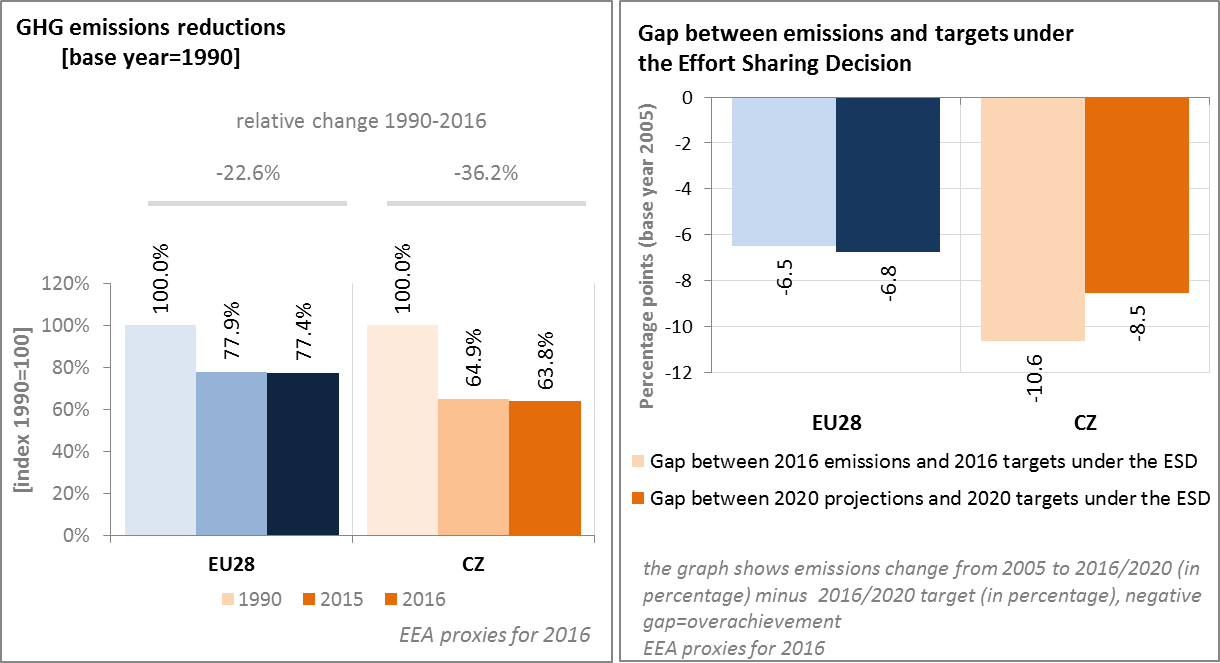 GHG emissions reductions
[base year=1990]
relative change 1990-2016
-22.6%
-36.2%
[index 1990=100]
120%
100%
80%
60%
40%
20%
0%
100.0%
77.9%
77.4%
100.0%
64.9%
63.8%
EU28
CZ
1990
2015
2016
EEA proxies for 2016
Gap between emissions and targets under
the Effort Sharing Decision
Percentage points (base year 2005)
0
-2
-4
-6
-8
-10
-12
-6.5
-6.8
-10.6
-8.5
EU28
CZ
Gap between 2016 emissions and 2016 targets under the ESD
Gap between 2020 projections and 2020 targets under the ESD
the graph shows emissions change from 2005 to 2016/2020 (in
percentage) minus 2016/2020 target (in percentage), negative
gap=overachievement
EEA proxies for 2016